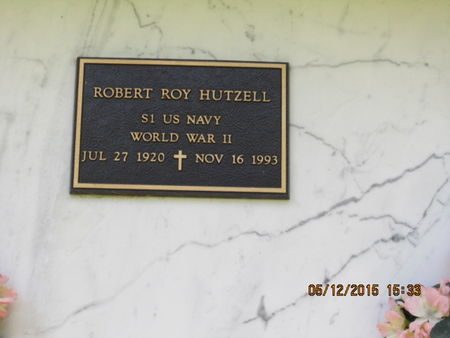 ROBERT ROY HUTZELL
S1 US NAVY
WORLD WAR II
JUL 27 1920 ✝ NOV 16 1993
05/12/2015 15:33